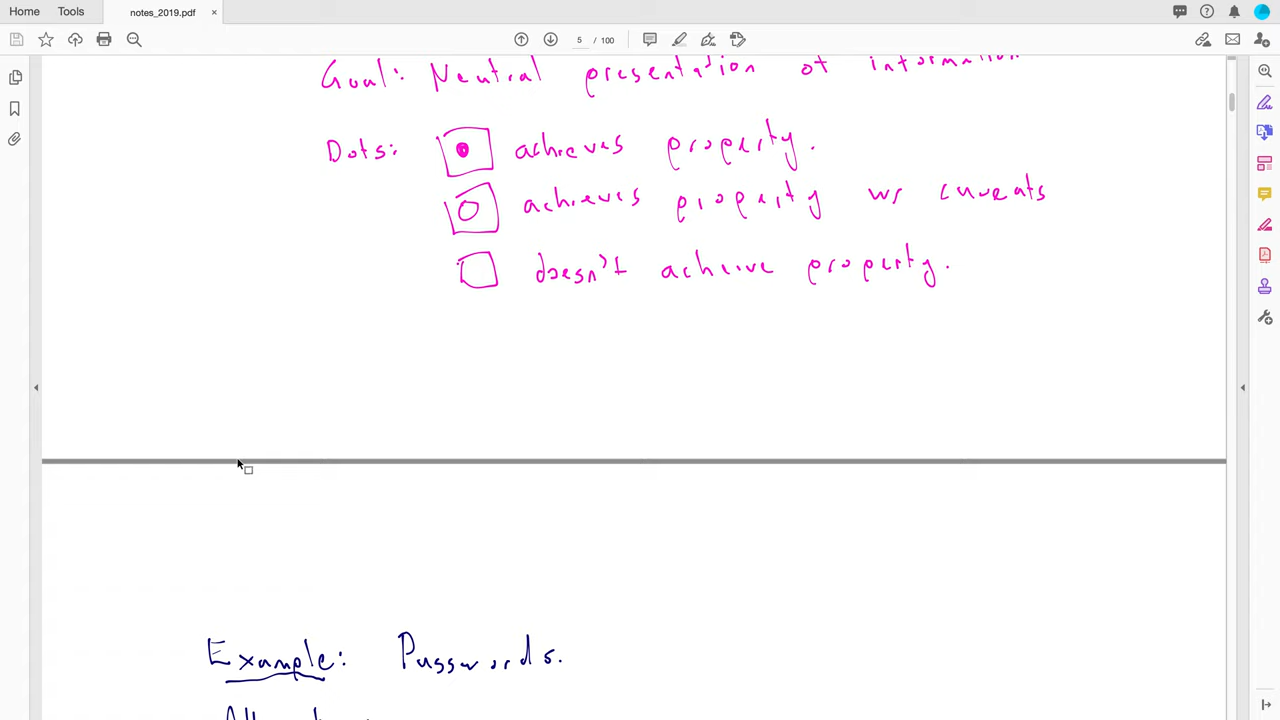 Home Tools notes_2019.pdf ×
5 / 100
Goal: Neutral presentation of information
Dots: achieves property.
achieves property w/ caveats
doesn't acheive property.
Example: Passwords.